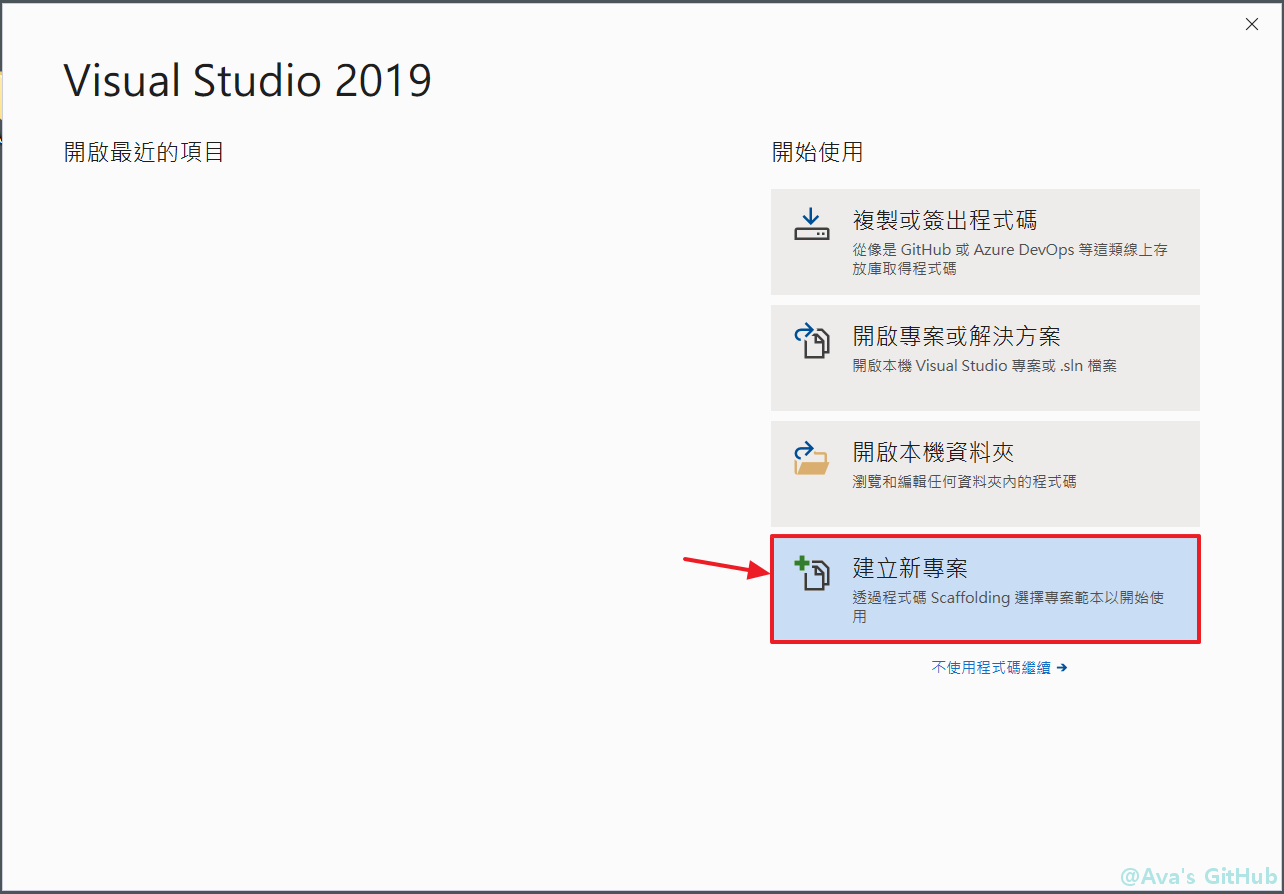 Visual Studio 2019
開啟最近的項目
開始使用
複製或簽出程式碼
從像是 GitHub 或 Azure DevOps 等這類線上存
放庫取得程式碼
開啟專案或解決方案
開啟本機 Visual Studio 專案或 .sln 檔案
開啟本機資料夾
瀏覽和編輯任何資料夾內的程式碼
建立新專案
透過程式碼 Scaffolding 選擇專案範本以開始使
用
不使用程式碼繼續 →
@Ava's GitHub